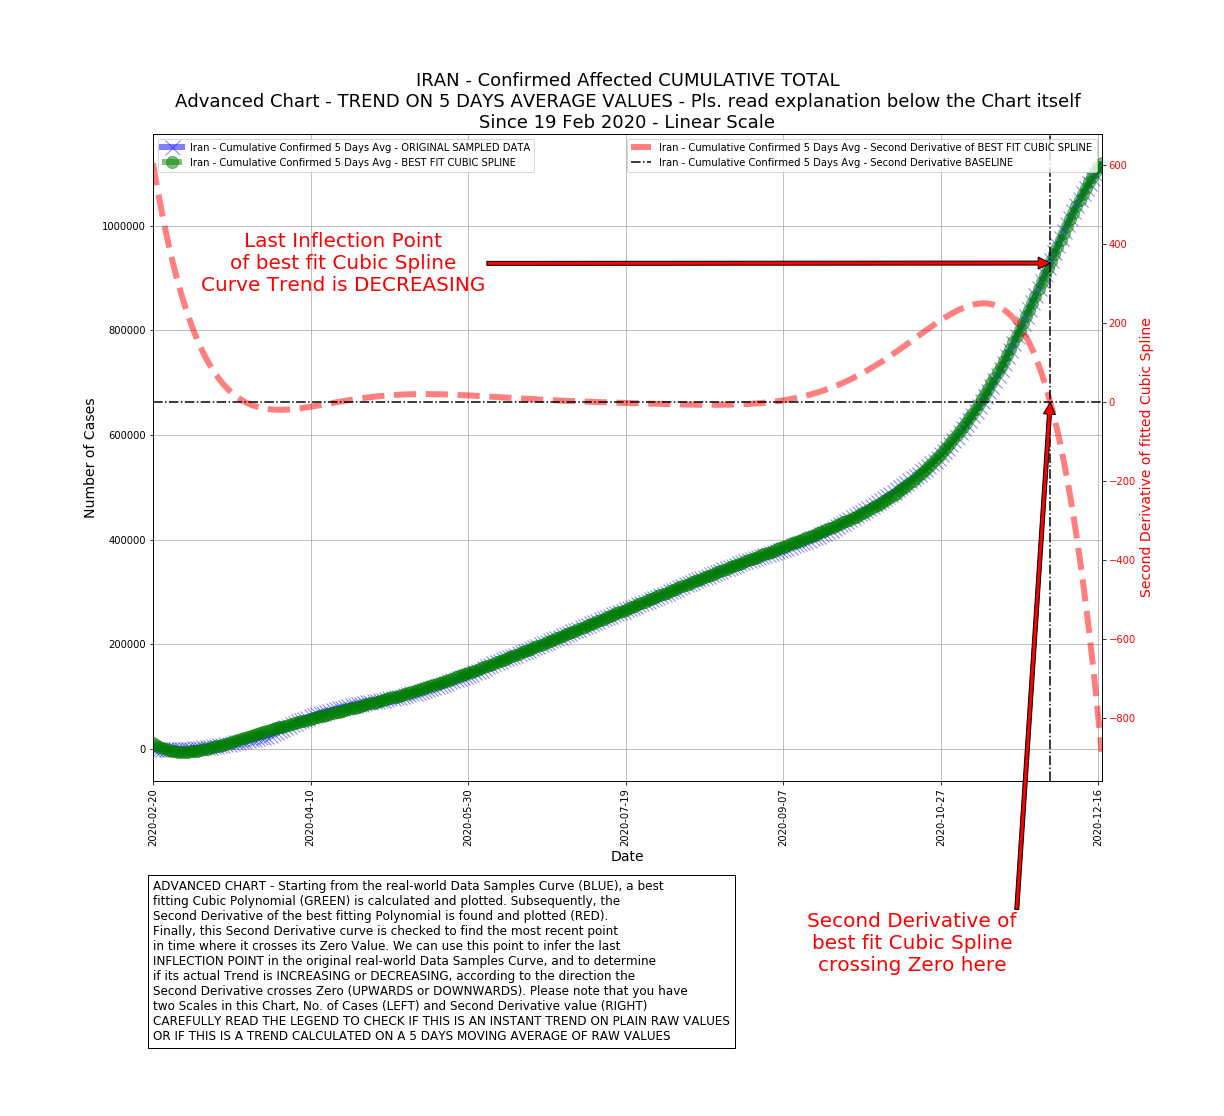 IRAN - Confirmed Affected CUMULATIVE TOTAL
Advanced Chart - TREND ON 5 DAYS AVERAGE VALUES - Pls. read explanation below the Chart itself
Since 19 Feb 2020 - Linear Scale
Iran - Cumulative Confirmed 5 Days Avg - ORIGINAL SAMPLED DATA
Iran - Cumulative Confirmed 5 Days Avg - BEST FIT CUBIC SPLINE
Iran - Cumulative Confirmed 5 Days Avg - Second Derivative of BEST FIT CUBIC SPLINE
Iran - Cumulative Confirmed 5 Days Avg - Second Derivative BASELINE
Last Inflection Point
of best fit Cubic Spline
Curve Trend is DECREASING
Number of Cases
1000000
800000
600000
400000
200000
0
600
400
200
0
−200
−400
−600
−800
Second Derivative of fitted Cubic Spline
2020-02-20
2020-04-10
2020-05-30
2020-07-19
2020-09-07
2020-10-27
2020-12-16
Date
Second Derivative of
best fit Cubic Spline
crossing Zero here
ADVANCED CHART - Starting from the real-world Data Samples Curve (BLUE), a best
fitting Cubic Polynomial (GREEN) is calculated and plotted. Subsequently, the
Second Derivative of the best fitting Polynomial is found and plotted (RED).
Finally, this Second Derivative curve is checked to find the most recent point
in time where it crosses its Zero Value. We can use this point to infer the last
INFLECTION POINT in the original real-world Data Samples Curve, and to determine
if its actual Trend is INCREASING or DECREASING, according to the direction the
Second Derivative crosses Zero (UPWARDS or DOWNWARDS). Please note that you have
two Scales in this Chart, No. of Cases (LEFT) and Second Derivative value (RIGHT)
CAREFULLY READ THE LEGEND TO CHECK IF THIS IS AN INSTANT TREND ON PLAIN RAW VALUES
OR IF THIS IS A TREND CALCULATED ON A 5 DAYS MOVING AVERAGE OF RAW VALUES